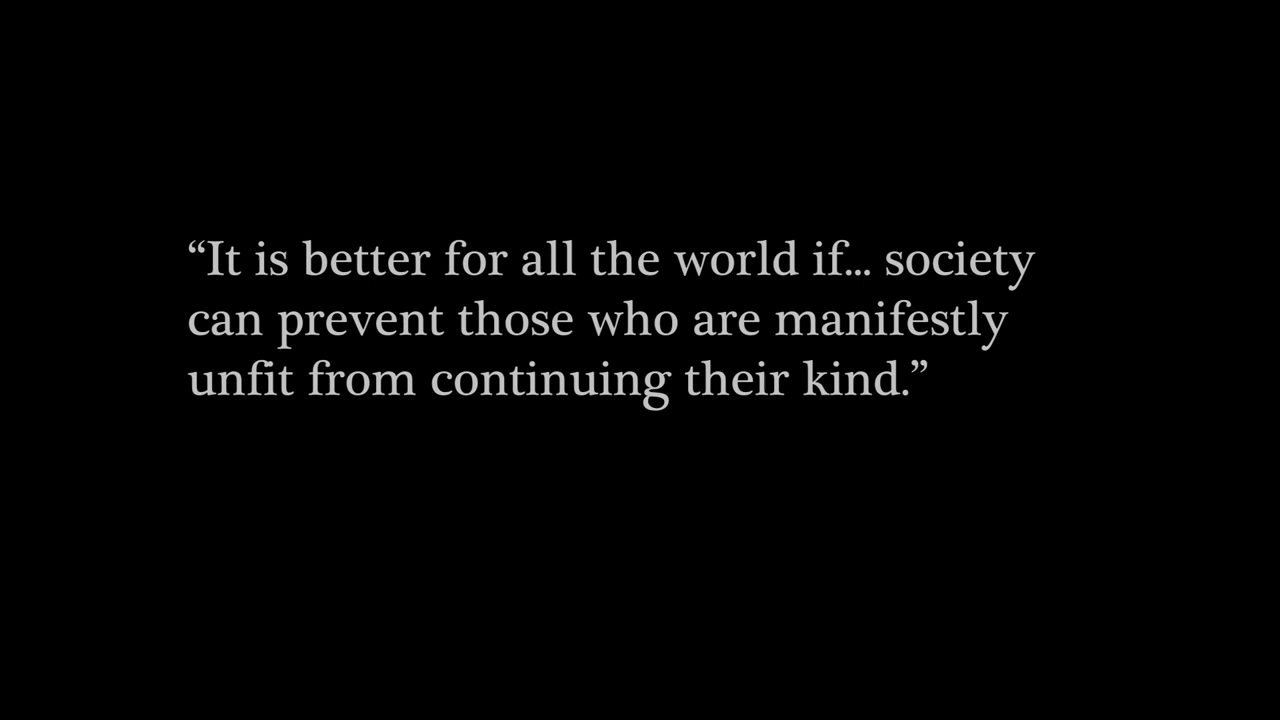 “It is better for all the world if... society
can prevent those who are manifestly
unfit from continuing their kind.”